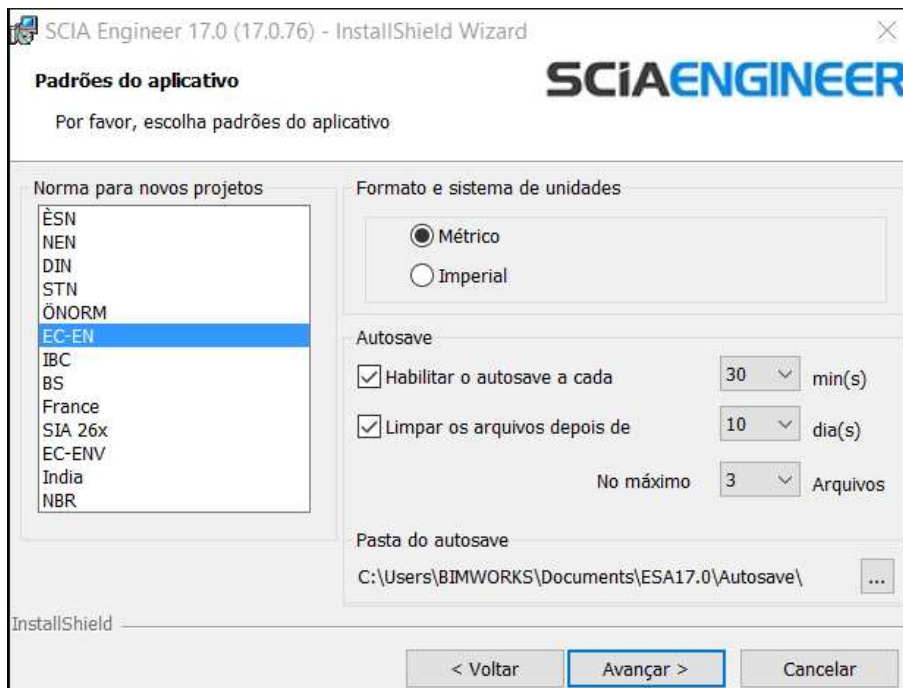 SCIA Engineer 17.0 (17.0.76) - InstallShield Wizard
Padrões do aplicativo
SCiAENGINEER
Por favor, escolha padrões do aplicativo
Norma para novos projetos
ÈSN
NEN
DIN
STN
ÖNORM
EC-EN
IBC
BS
France
SIA 26x
EC-ENV
India
NBR
Formato e sistema de unidades
Métrico
Imperial
Autosave
Habilitar o autosave a cada 30 min(s)
Limpar os arquivos depois de 10 dia(s)
No máximo 3 Arquivos
Pasta do autosave
C:\Users\BIMWORKS\Documents\ESA17.0\Autosave\ ...
InstallShield
< Voltar Avançar > Cancelar